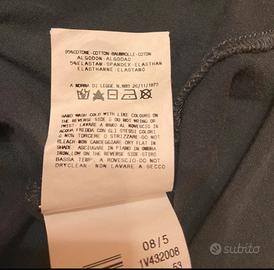 95%COTONE-COTTON-BAUMWOLLE-COTON
ALGODON-ALGODAO
5%ELASTAN-SPANDEX-ELASTHAN
ELASTHANNE-ELASTANO
A NORMA DI LEGGE N.883 26/11/1973
HAND WASH COLD WITH LIKE COLOURS ON
THE REVERSE SIDE & DO NOT WRING OR
TWIST- LAVARE A MANO AL ROVESCIO IN
ACQUA FREDDA CON GLI STESSI COLORI
& NON TORCERE O STRIZZARE-DO NOT
BLEACH-NON CANDEGGIARE-DRY FLAT IN
SHADE-ASCIUGARE IN PIANO IN OMBRA
IRON LOW ON THE REVERSE SIDE-STIRARE
BASSA TEMP. A ROVESCIO-DO NOT
DRYCLEAN- NON LAVARE A SECCO
08/5
1V432008
53
subito